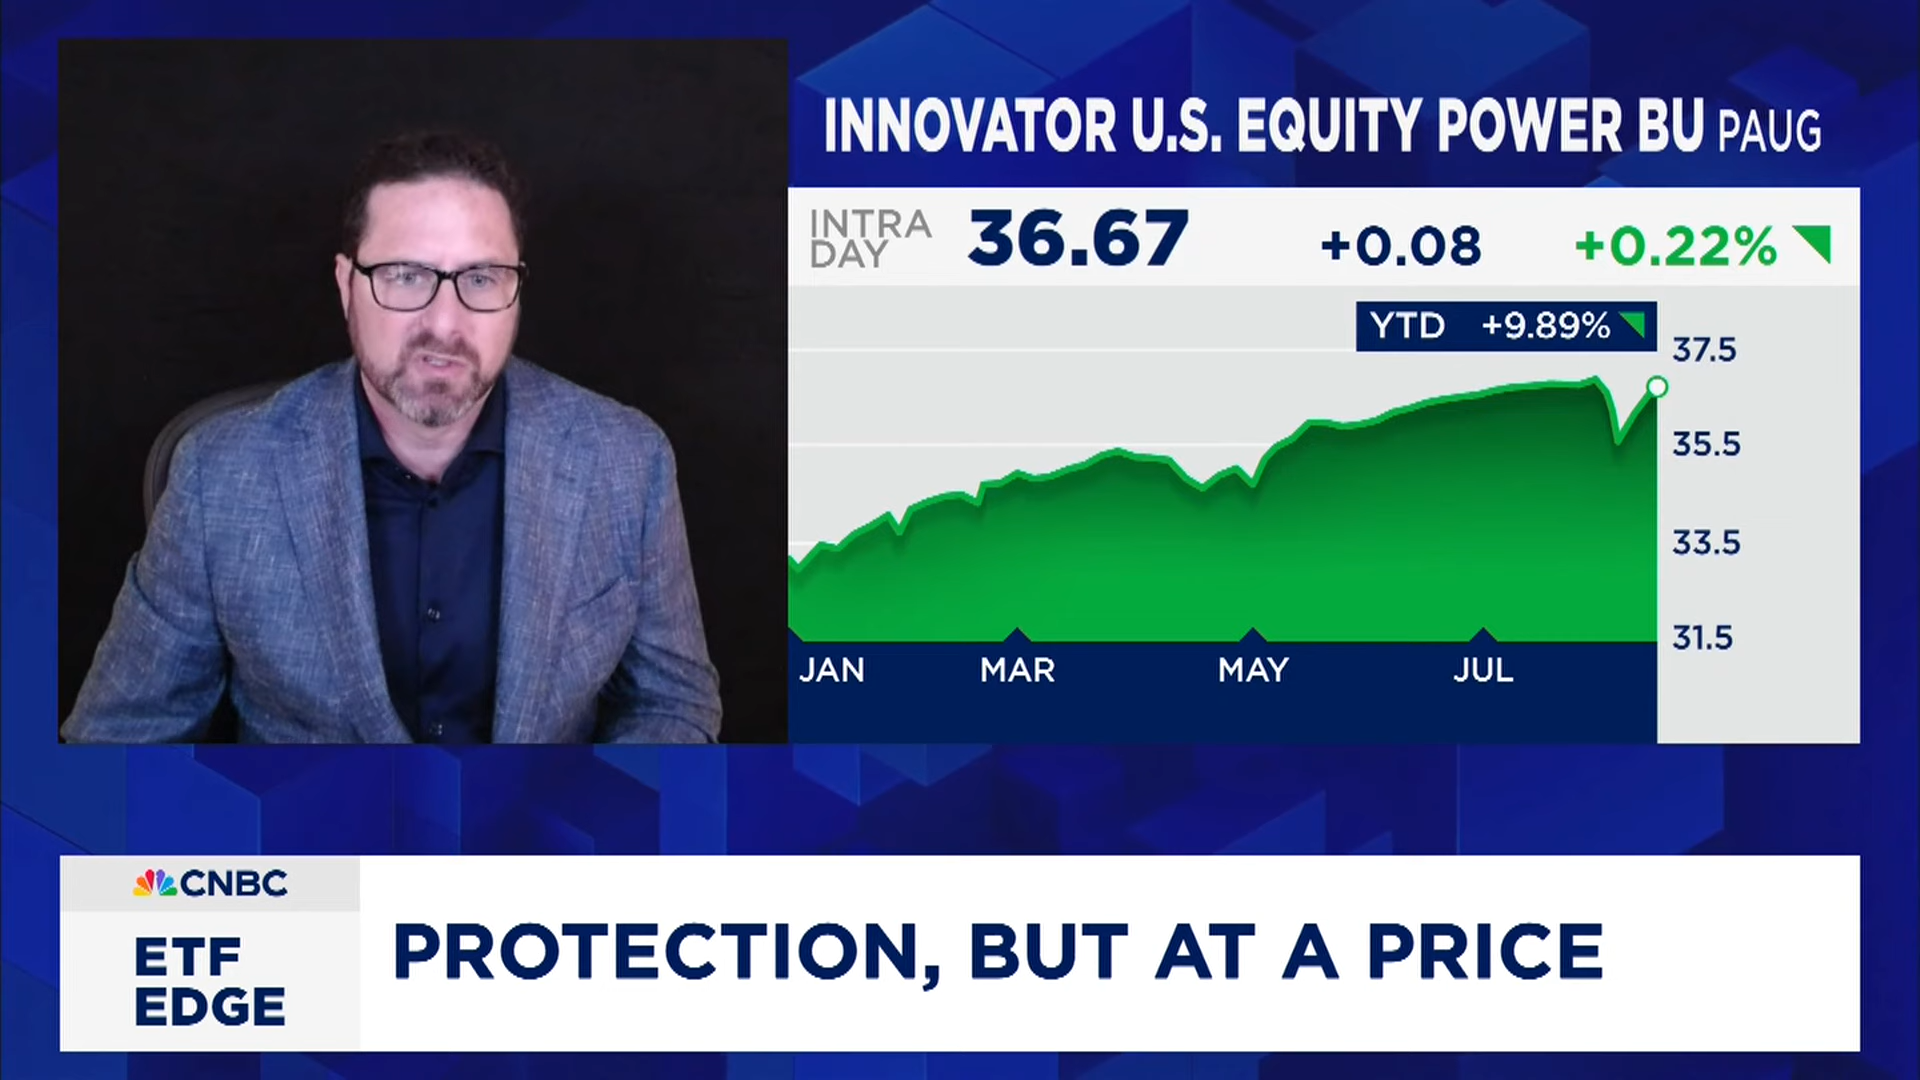 INNOVATOR U.S. EQUITY POWER BU PAUG
INTRA
DAY
36.67 +0.08 +0.22%
YTD +9.89%
37.5
35.5
33.5
31.5
JAN MAR MAY JUL
CNBC
ETF
EDGE
PROTECTION, BUT AT A PRICE